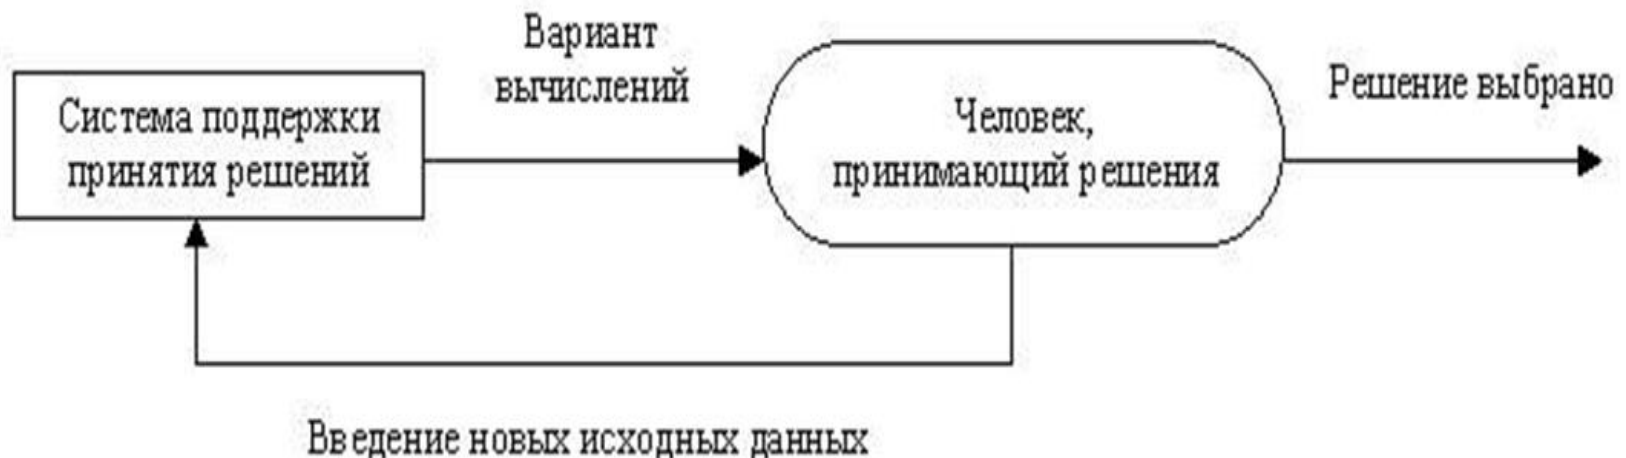 Вариант
вычислений
Система поддержки
принятия решений
Человек,
принимающий решения
Решение выбрано
Введение новых исходных данных